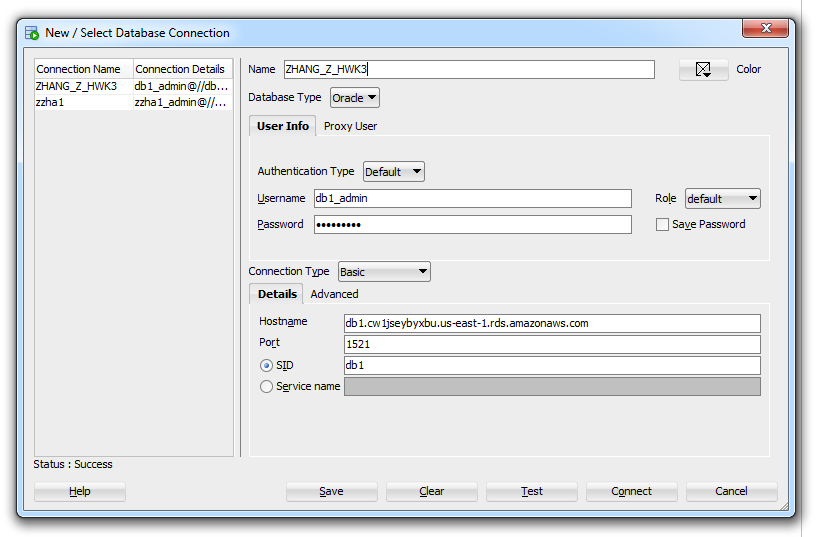 New / Select Database Connection
Connection Name Connection Details
ZHANG_Z_HWK3 db1_admin@//db...
zzha1 zzha1_admin@//...
Name ZHANG_Z_HWK3 Color
Database Type Oracle
User Info Proxy User
Authentication Type Default
Username db1_admin Role default
Password ••••••••• Save Password
Connection Type Basic
Details Advanced
Hostname db1.cw1jseybyxbu.us-east-1.rds.amazonaws.com
Port 1521
SID db1
Service name
Status : Success
Help Save Clear Test Connect Cancel